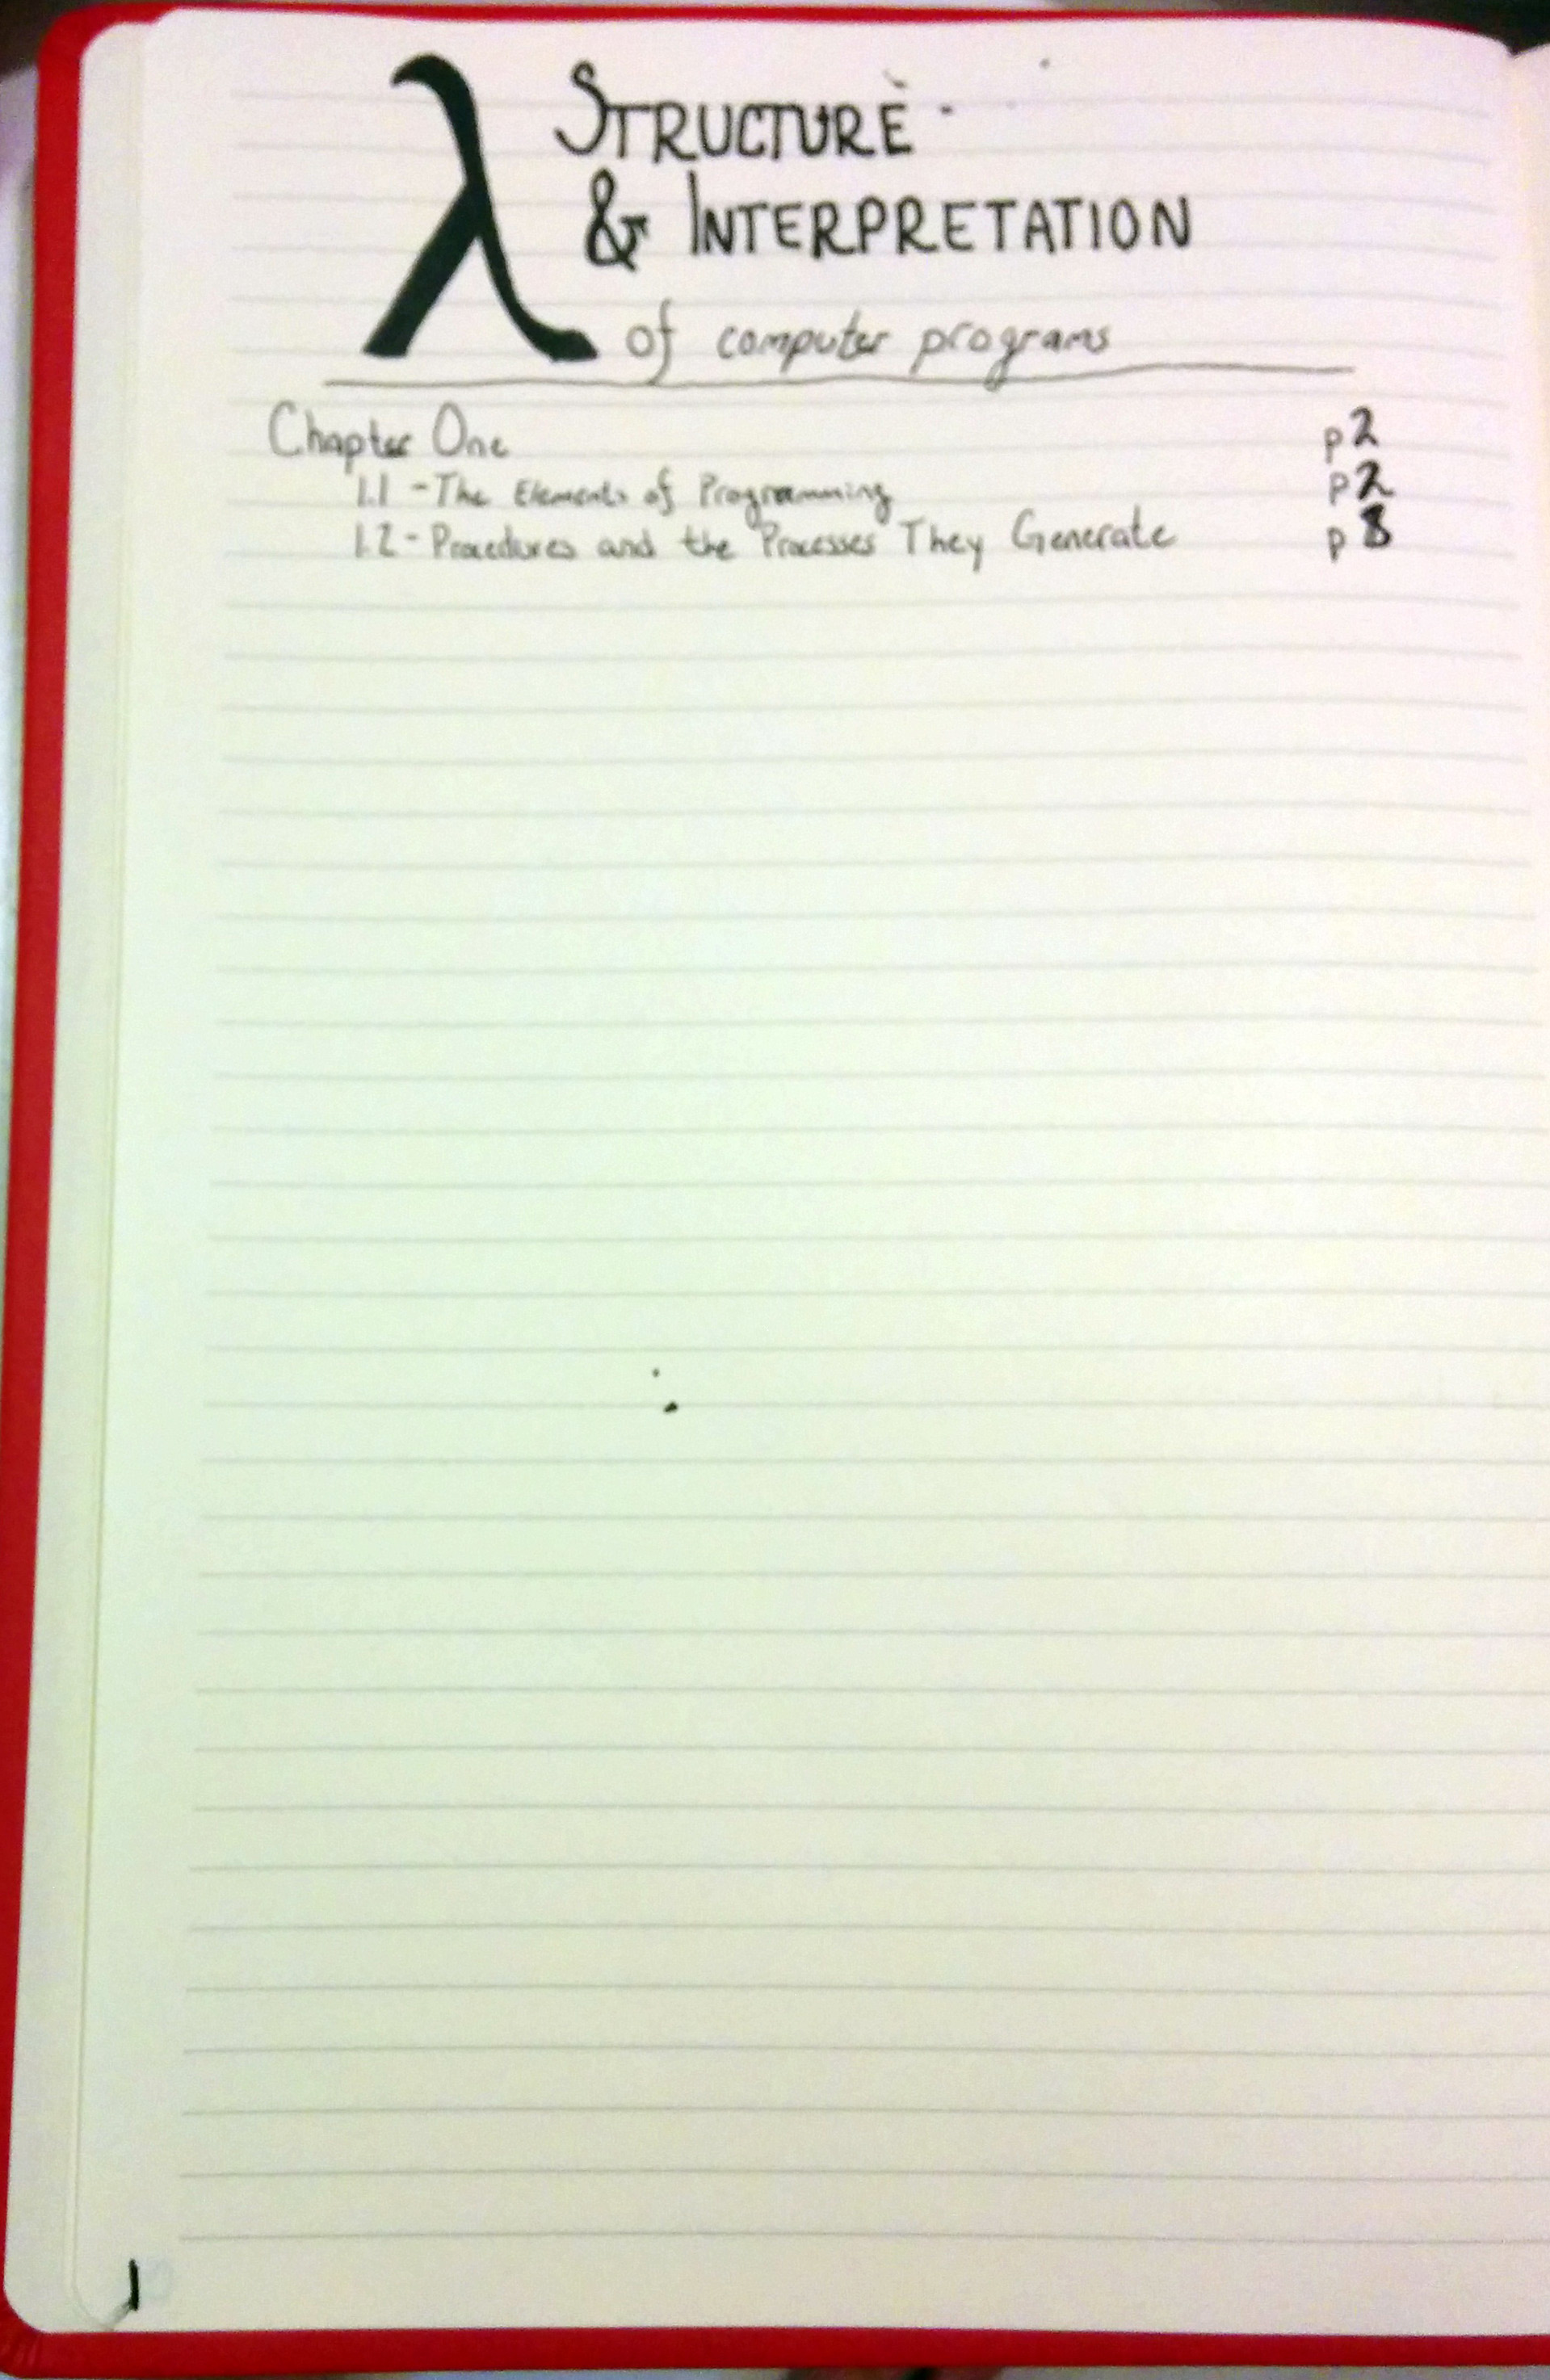 λ STRUCTURE
& INTERPRETATION
of computer programs
Chapter One p2
1.1 - The Elements of Programming p2
1.2 - Procedures and the Processes They Generate p8
1